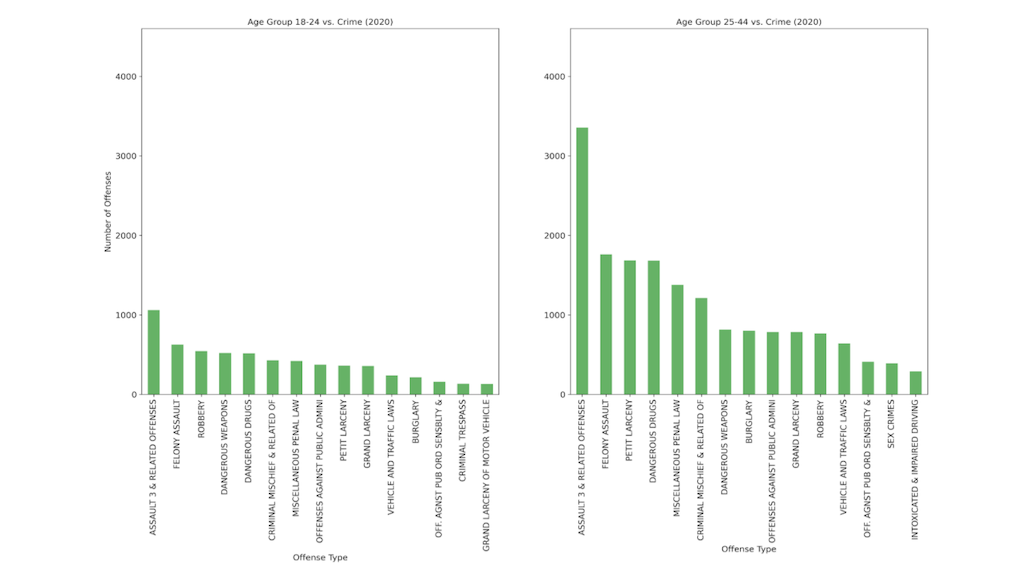 Age Group 18-24 vs. Crime (2020)
Number of Offenses
4000
3000
2000
1000
0
ASSAULT 3 & RELATED OFFENSES
FELONY ASSAULT
ROBBERY
DANGEROUS WEAPONS
DANGEROUS DRUGS
CRIMINAL MISCHIEF & RELATED OF
MISCELLANEOUS PENAL LAW
OFFENSES AGAINST PUBLIC ADMINI
PETIT LARCENY
GRAND LARCENY
VEHICLE AND TRAFFIC LAWS
BURGLARY
OFF. AGNST PUB ORD SENSBLTY &
CRIMINAL TRESPASS
GRAND LARCENY OF MOTOR VEHICLE
Offense Type
Age Group 25-44 vs. Crime (2020)
4000
3000
2000
1000
0
ASSAULT 3 & RELATED OFFENSES
FELONY ASSAULT
PETIT LARCENY
DANGEROUS DRUGS
MISCELLANEOUS PENAL LAW
CRIMINAL MISCHIEF & RELATED OF
DANGEROUS WEAPONS
BURGLARY
OFFENSES AGAINST PUBLIC ADMINI
GRAND LARCENY
ROBBERY
VEHICLE AND TRAFFIC LAWS
OFF. AGNST PUB ORD SENSBLTY &
SEX CRIMES
INTOXICATED & IMPAIRED DRIVING
Offense Type